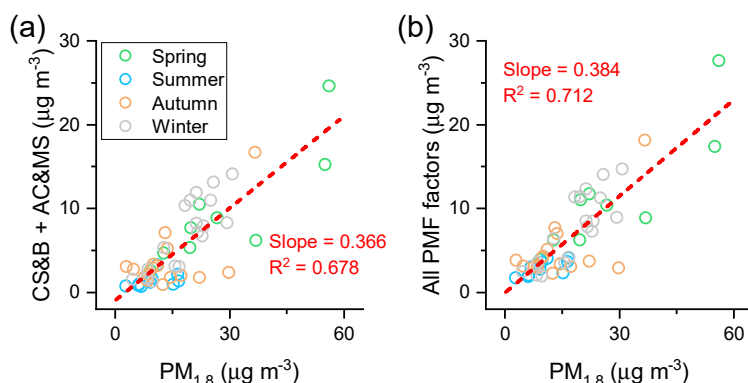 (a)
CS&B + AC&MS (μg m⁻³)
30
20
10
0
Spring
Summer
Autumn
Winter
Slope = 0.366
R² = 0.678
0 30 60
PM₁.₈ (μg m⁻³)
(b)
All PMF factors (μg m⁻³)
30
20
10
0
Slope = 0.384
R² = 0.712
0 30 60
PM₁.₈ (μg m⁻³)